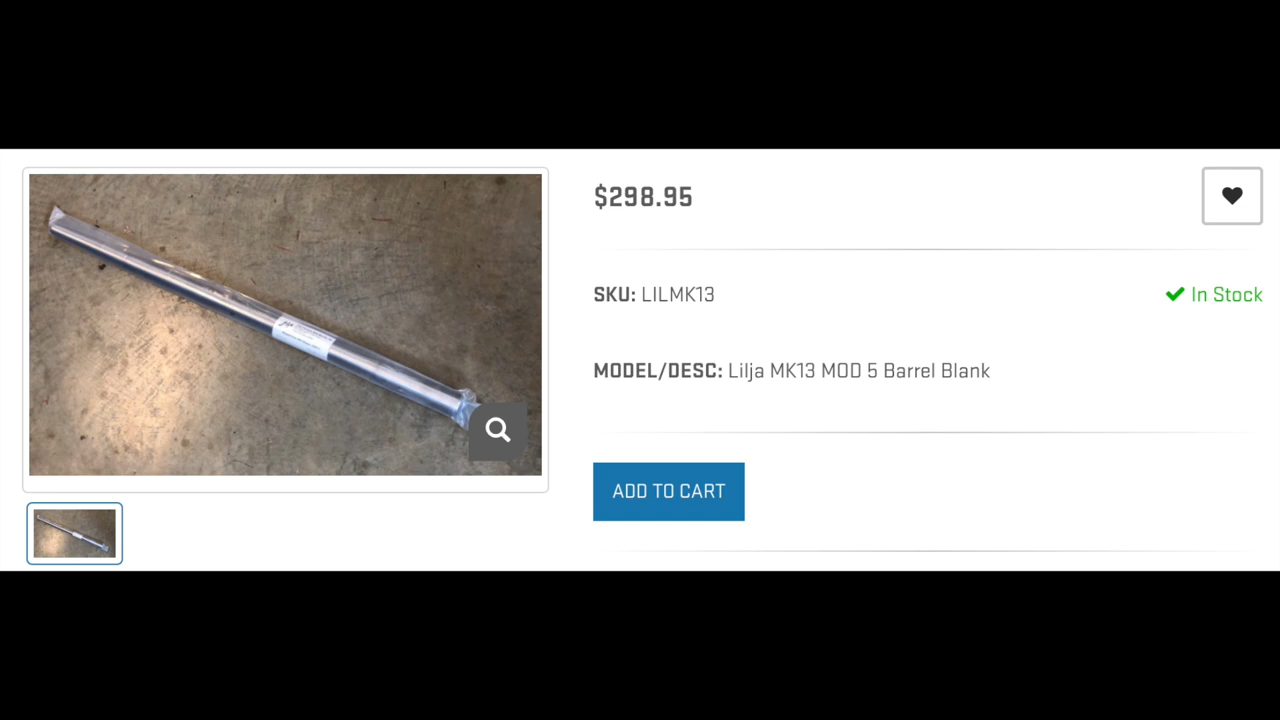 $298.95
SKU: LILMK13
In Stock
MODEL/DESC: Lilja MK13 MOD 5 Barrel Blank
ADD TO CART